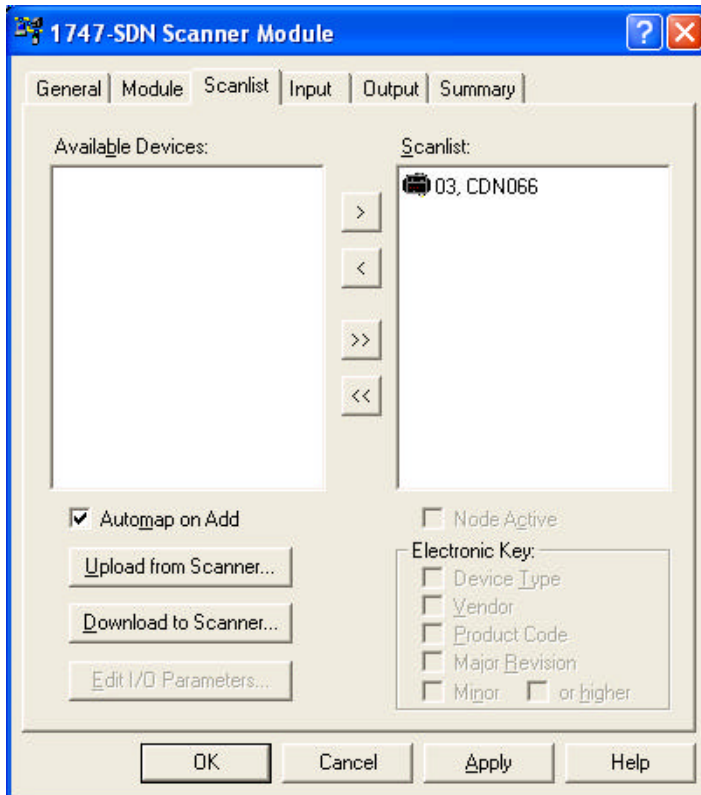 1747-SDN Scanner Module
General Module Scanlist Input Output Summary
Available Devices: Scanlist:
03, CDN066
>
<
>>
<<
Automap on Add Node Active
Upload from Scanner... Electronic Key:
Device Type
Download to Scanner... Vendor
Product Code
Edit I/O Parameters... Major Revision
Minor or higher
OK Cancel Apply Help